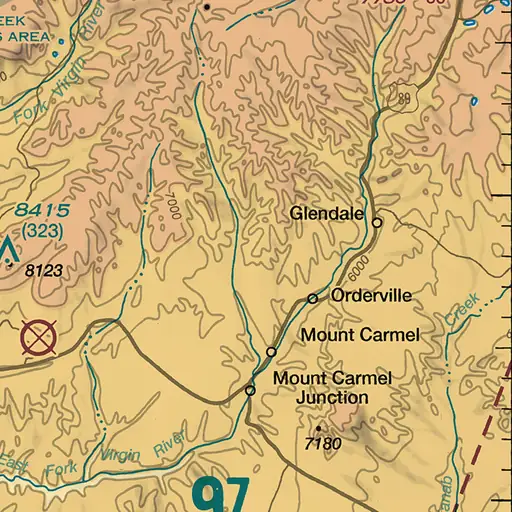 EEK
S AREA
Fork Virgin River
89
7000
8415
(323)
8123
Glendale
6000
Orderville
Creek
Mount Carmel
Mount Carmel
Junction
7180
East Fork Virgin River
anab
97